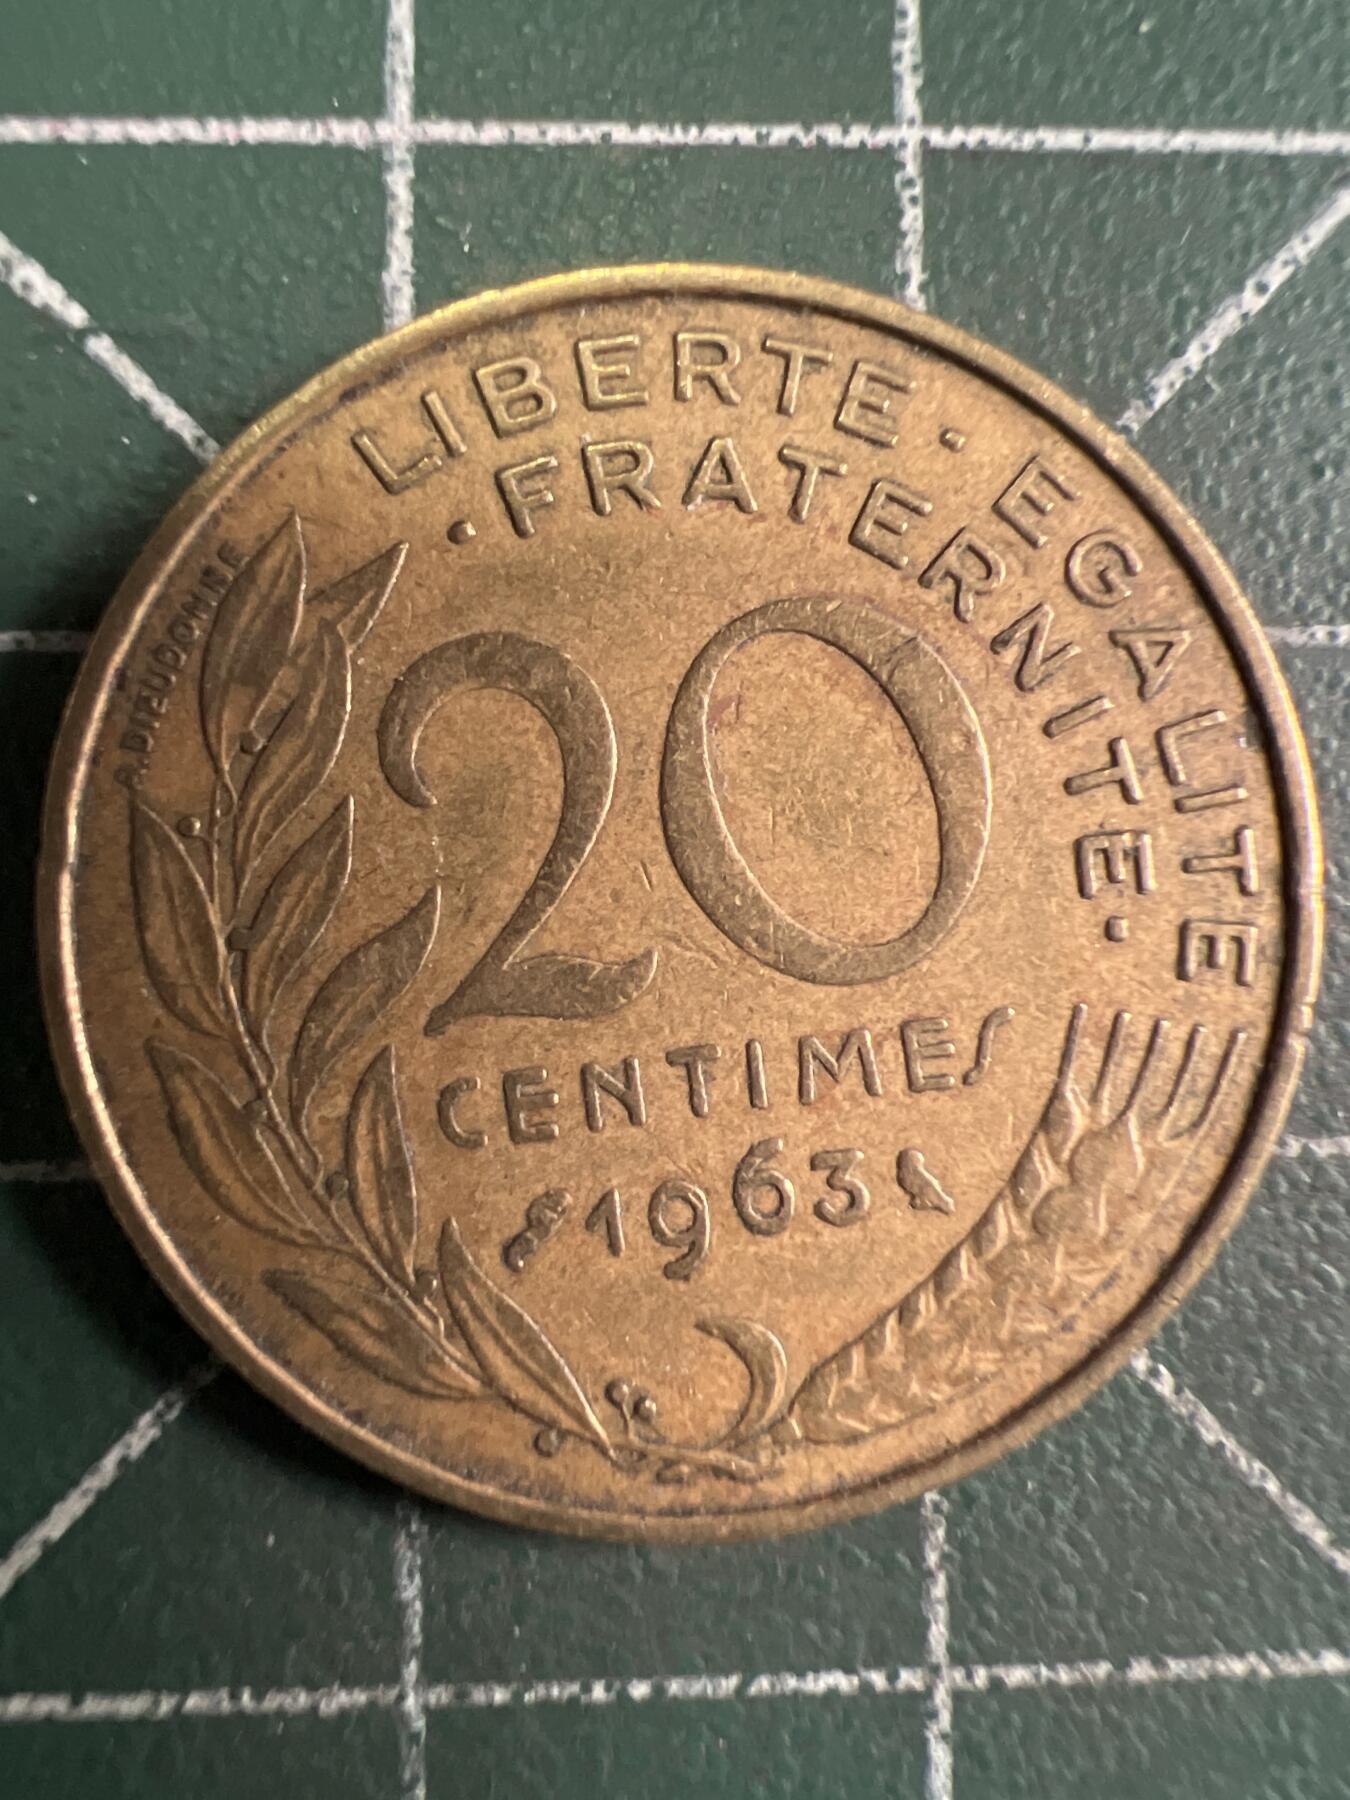 LIBERTE · EGALITE
· FRATERNITE ·
A.DIEUDONNE
20
CENTIMES
1963